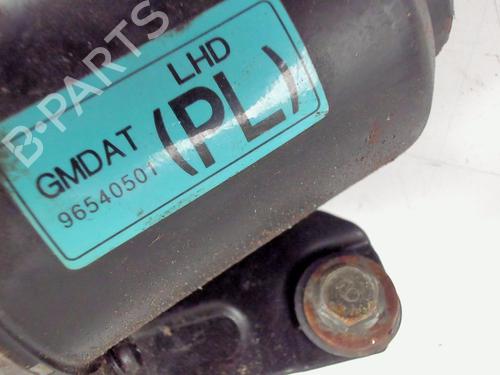 B-PARTS
LHD
GMDAT (PL)
96540501